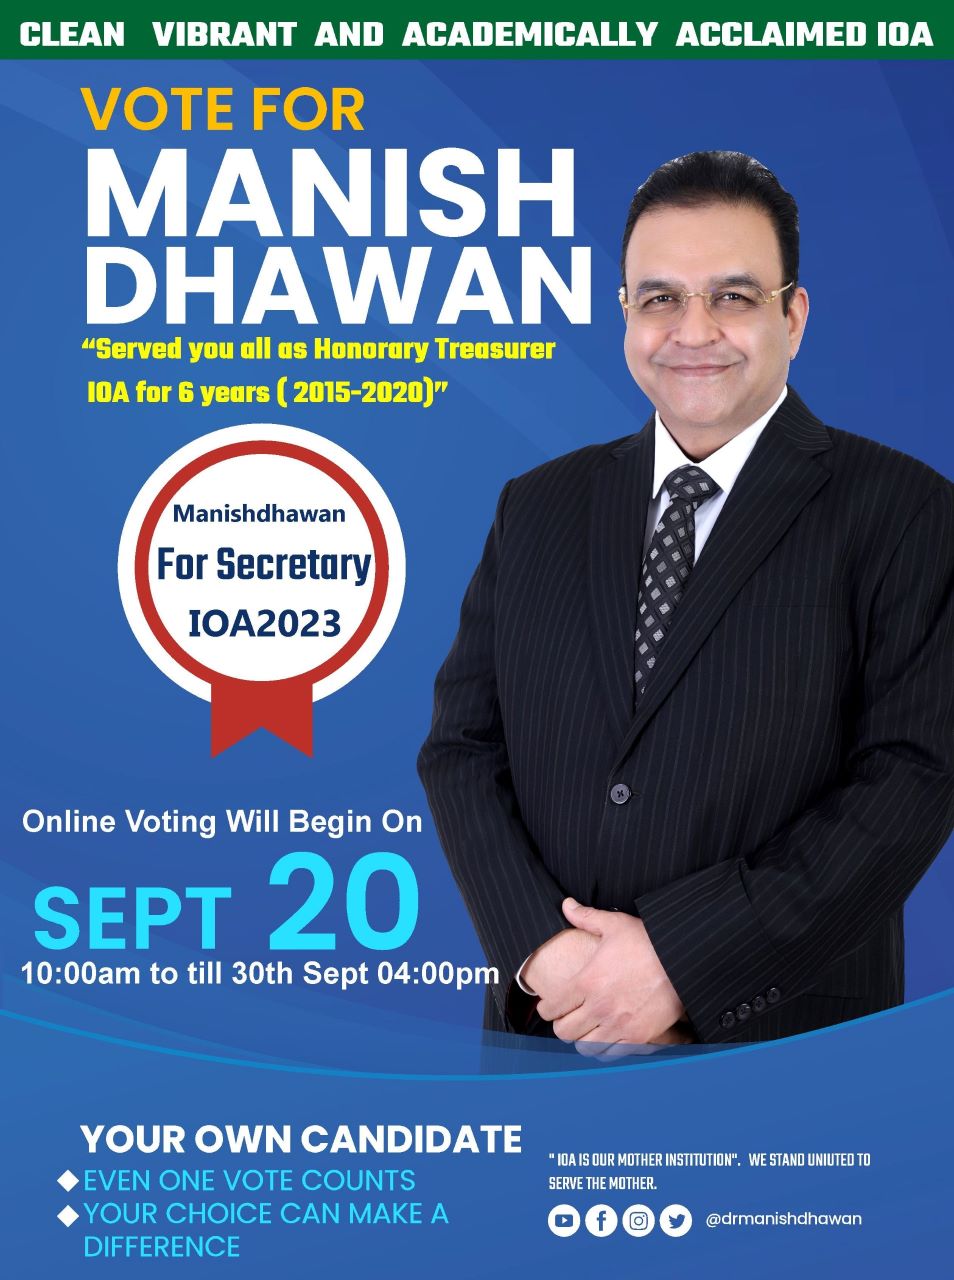 CLEAN VIBRANT AND ACADEMICALLY ACCLAIMED IOA
VOTE FOR
MANISH
DHAWAN
“Served you all as Honorary Treasurer
IOA for 6 years ( 2015-2020)”
Manishdhawan
For Secretary
IOA2023
Online Voting Will Begin On
SEPT 20
10:00am to till 30th Sept 04:00pm
YOUR OWN CANDIDATE
EVEN ONE VOTE COUNTS
YOUR CHOICE CAN MAKE A
DIFFERENCE
" IOA IS OUR MOTHER INSTITUTION". WE STAND UNIUTED TO
SERVE THE MOTHER.
@drmanishdhawan